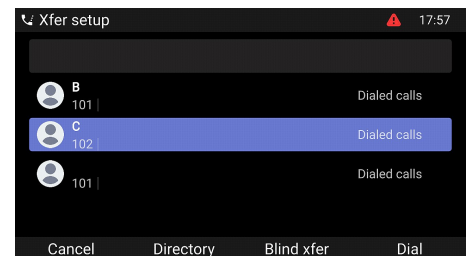 Xfer setup 17:57
B
101 Dialed calls
C
102 Dialed calls
101 Dialed calls
Cancel Directory Blind xfer Dial